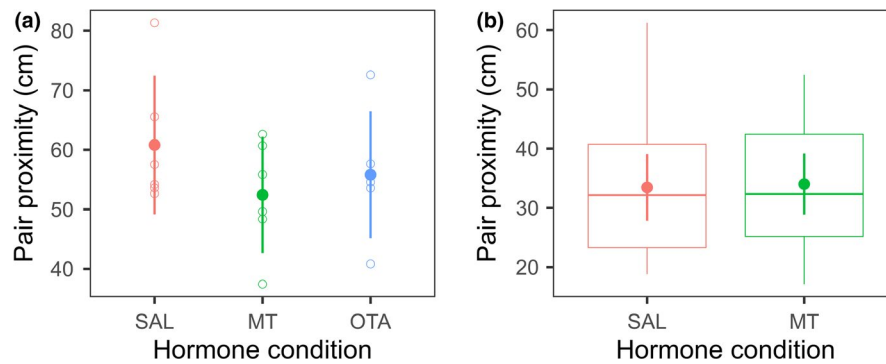 (a)
Pair proximity (cm)
80
70
60
50
40
SAL MT OTA
Hormone condition
(b)
Pair proximity (cm)
60
50
40
30
20
SAL MT
Hormone condition